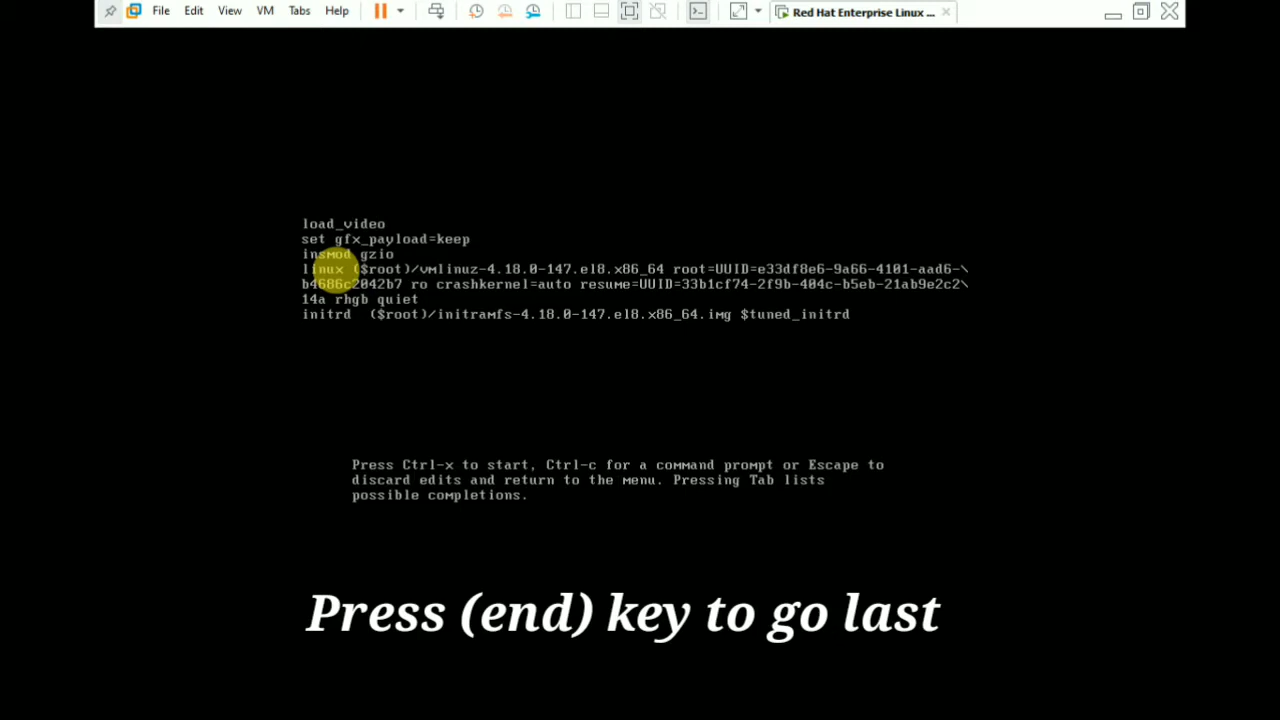 File Edit View VM Tabs Help Red Hat Enterprise Linux ...
load_video
set gfx_payload=keep
insmod gzio
linux ($root)/vmlinuz-4.18.0-147.el8.x86_64 root=UUID=e33df8e6-9a66-4101-aad6-\
b4686c2042b7 ro crashkernel=auto resume=UUID=33b1cf74-2f9b-404c-b5eb-21ab9e2c2\
14a rhgb quiet
initrd ($root)/initramfs-4.18.0-147.el8.x86_64.img $tuned_initrd
Press Ctrl-x to start, Ctrl-c for a command prompt or Escape to
discard edits and return to the menu. Pressing Tab lists
possible completions.
Press (end) key to go last